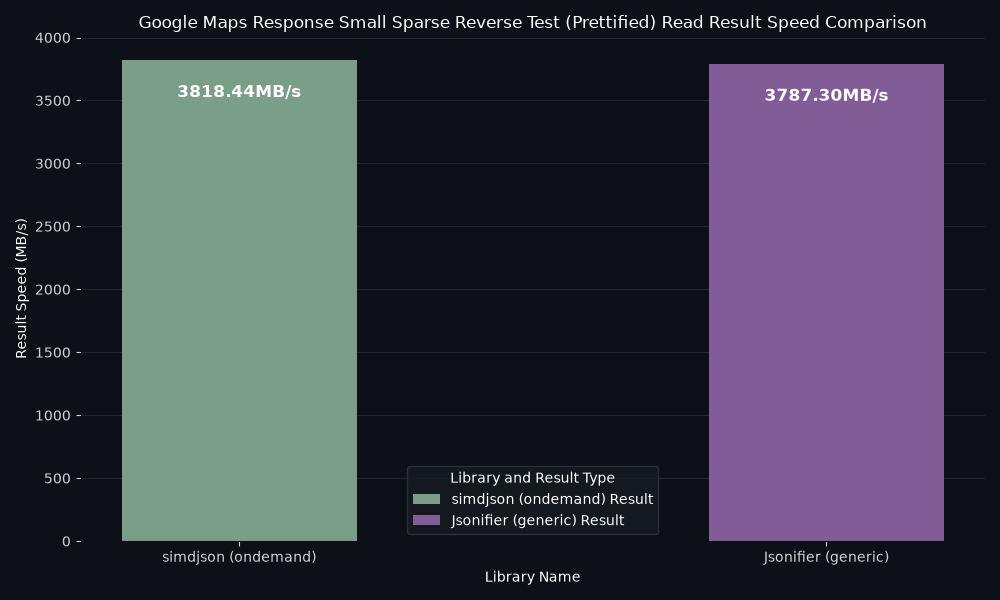 Google Maps Response Small Sparse Reverse Test (Prettified) Read Result Speed Comparison
4000
3500
3000
2500
2000
1500
1000
500
0
Result Speed (MB/s)
3818.44MB/s
3787.30MB/s
Library and Result Type
simdjson (ondemand) Result
Jsonifier (generic) Result
simdjson (ondemand)
Jsonifier (generic)
Library Name